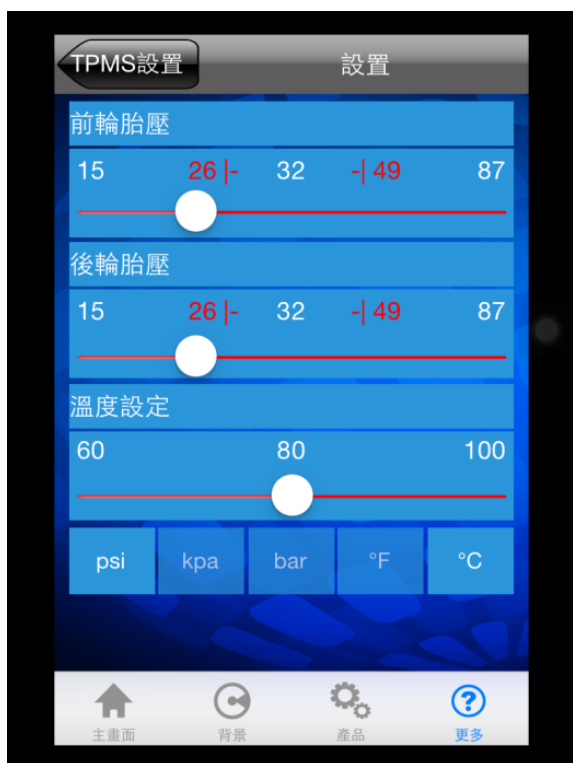 TPMS設置 設置
前輪胎壓
15 26 |- 32 -| 49 87
後輪胎壓
15 26 |- 32 -| 49 87
溫度設定
60 80 100
psi kpa bar °F °C
主畫面 背景 產品 更多